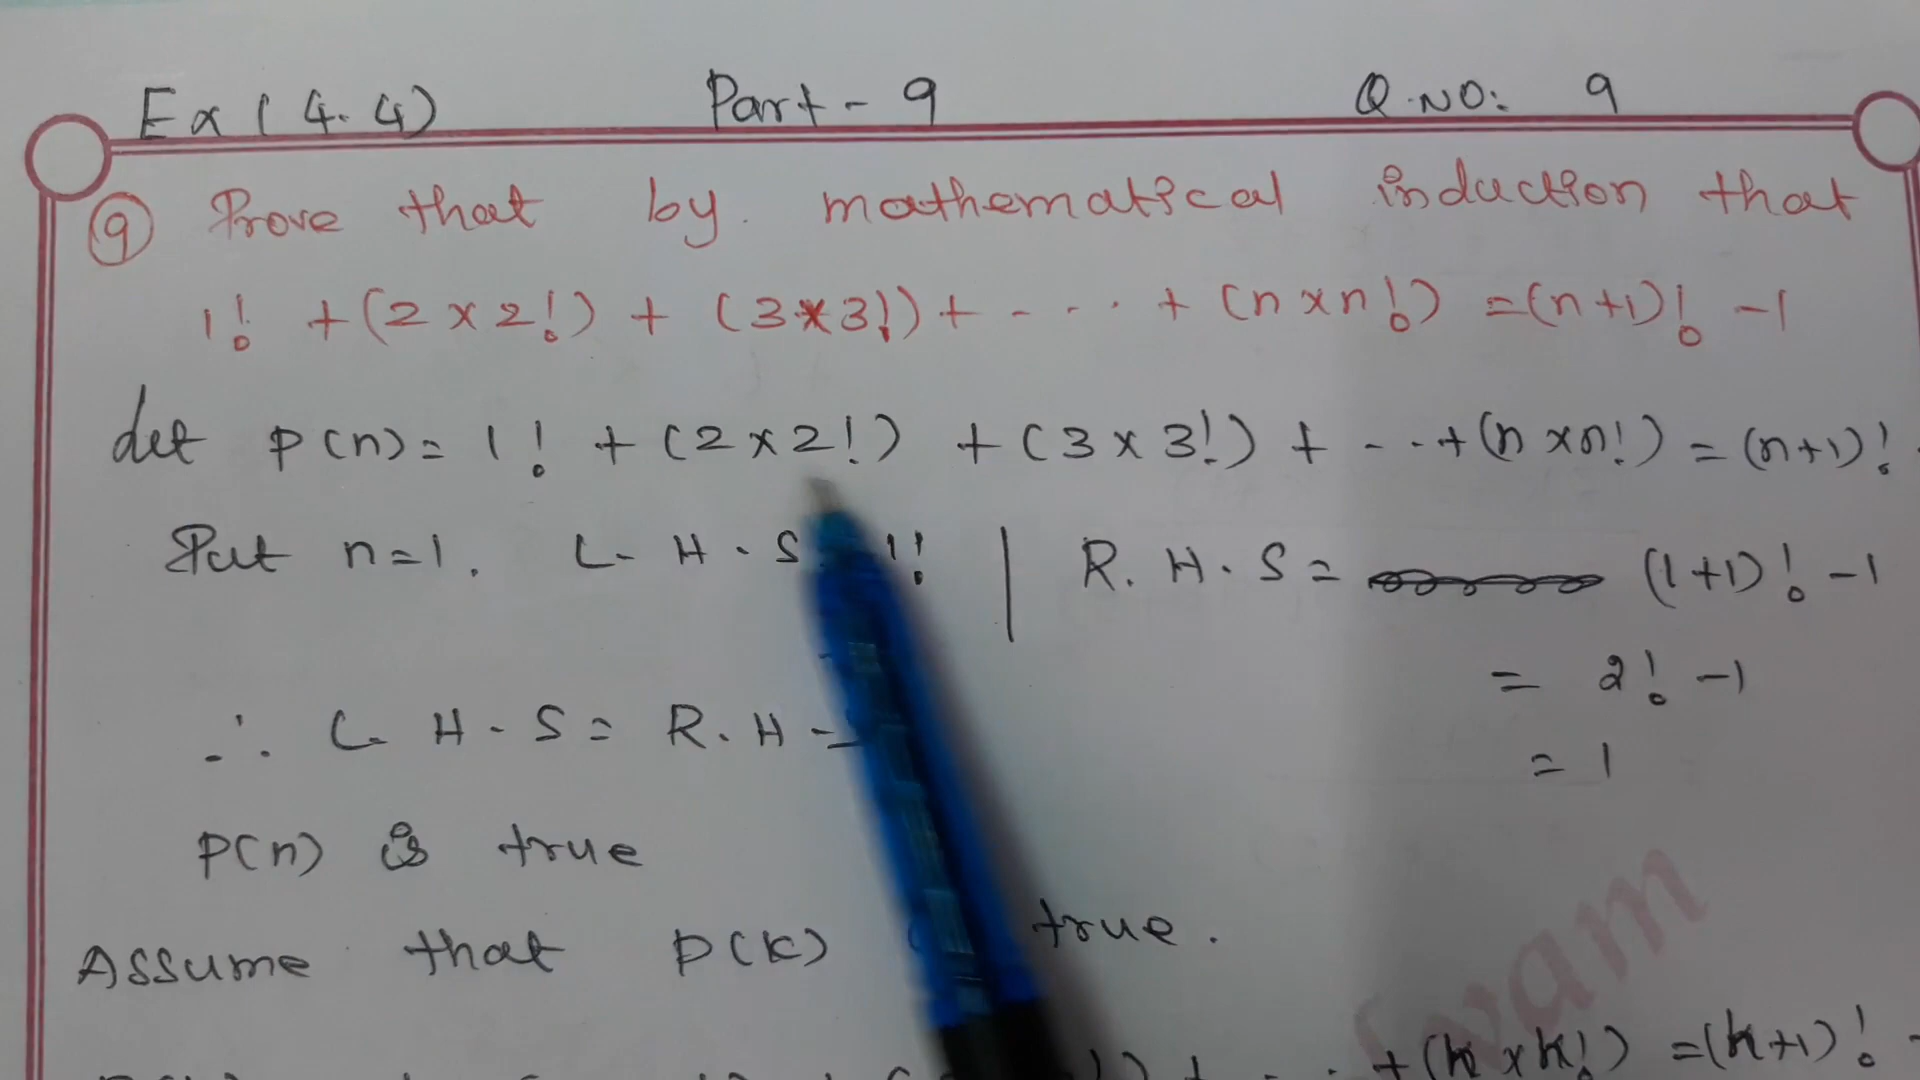 Ex (4.4) Part - 9 Q.NO: 9
9 Prove that by. mathematical induction that
1! + (2 × 2!) + (3 × 3!) + - - - + (n × n!) = (n+1)! - 1
let P(n) = 1! + (2 × 2!) + (3 × 3!) + - - - + (n × n!) = (n+1)!
Put n=1. L.H.S 1! | R.H.S = (1+1)! - 1
= 2! - 1
= 1
∴ L.H.S = R.H.S
P(n) is true
Assume that P(k) true.
+ - - - + (k × k!) = (k+1)!
wam